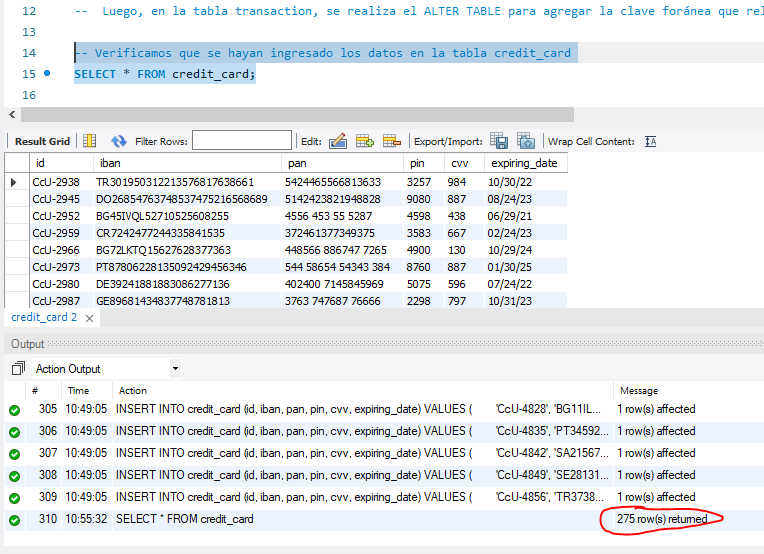 12 -- Luego, en la tabla transaction, se realiza el ALTER TABLE para agregar la clave foránea que rel
13
14 -- Verificamos que se hayan ingresado los datos en la tabla credit_card
15 SELECT * FROM credit_card;
16
Result Grid Filter Rows: Edit: Export/Import: Wrap Cell Content:
id iban pan pin cvv expiring_date
CcU-2938 TR301950312213576817638661 5424465566813633 3257 984 10/30/22
CcU-2945 DO26854763748537475216568689 5142423821948828 9080 887 08/24/23
CcU-2952 BG45IVQL52710525608255 4556 453 55 5287 4598 438 06/29/21
CcU-2959 CR7242477244335841535 372461377349375 3583 667 02/24/23
CcU-2966 BG72LKTQ15627628377363 448566 886747 7265 4900 130 10/29/24
CcU-2973 PT87806228135092429456346 544 58654 54343 384 8760 887 01/30/25
CcU-2980 DE39241881883086277136 402400 7145845969 5075 596 07/24/22
CcU-2987 GE89681434837748781813 3763 747687 76666 2298 797 10/31/23
credit_card 2
Output
Action Output
# Time Action Message
305 10:49:05 INSERT INTO credit_card (id, iban, pan, pin, cvv, expiring_date) VALUES ( 'CcU-4828', 'BG11IL... 1 row(s) affected
306 10:49:05 INSERT INTO credit_card (id, iban, pan, pin, cvv, expiring_date) VALUES ( 'CcU-4835', 'PT34592... 1 row(s) affected
307 10:49:05 INSERT INTO credit_card (id, iban, pan, pin, cvv, expiring_date) VALUES ( 'CcU-4842', 'SA21567... 1 row(s) affected
308 10:49:05 INSERT INTO credit_card (id, iban, pan, pin, cvv, expiring_date) VALUES ( 'CcU-4849', 'SE28131... 1 row(s) affected
309 10:49:05 INSERT INTO credit_card (id, iban, pan, pin, cvv, expiring_date) VALUES ( 'CcU-4856', 'TR3738... 1 row(s) affected
310 10:55:32 SELECT * FROM credit_card 275 row(s) returned